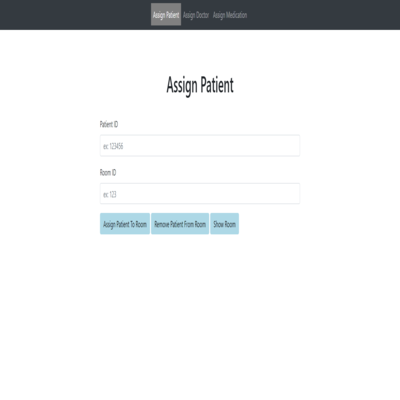 Assign Patient Assign Doctor Assign Medication
Assign Patient
Patient ID
ex: 123456
Room ID
ex: 123
Assign Patient To Room Remove Patient From Room Show Room